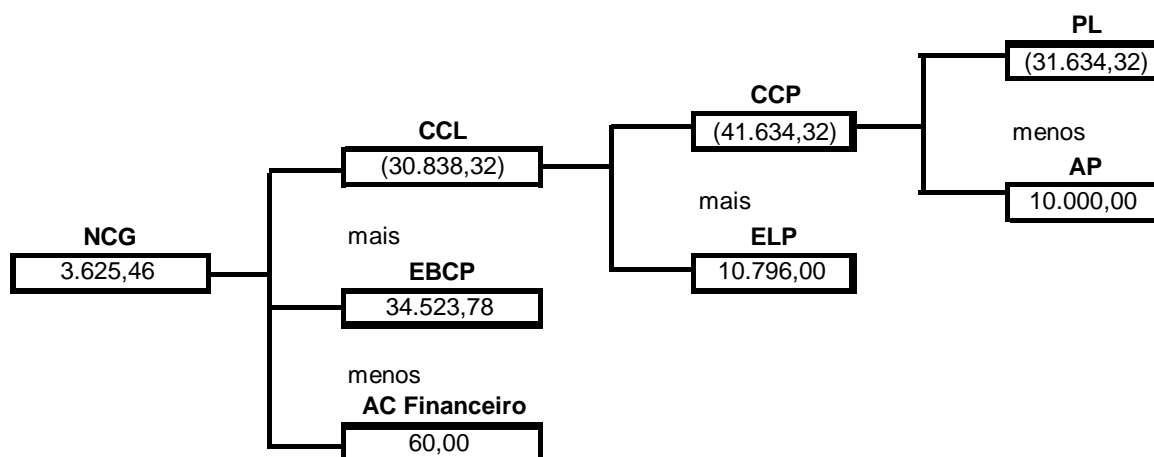 PL
(31.634,32)
CCP
(41.634,32)
menos
CCL
(30.838,32)
AP
10.000,00
mais
mais
NCG
3.625,46
ELP
10.796,00
EBCP
34.523,78
menos
AC Financeiro
60,00